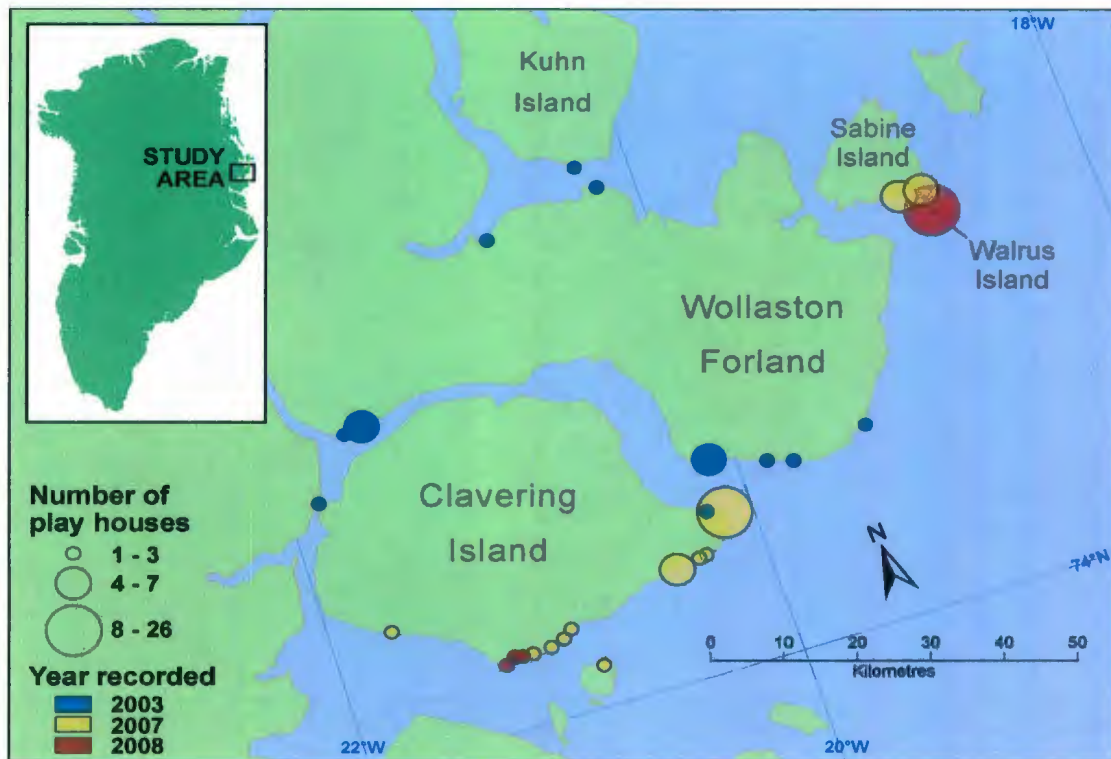 18°W
Kuhn
Island
Sabine
Island
STUDY
AREA
Walrus
Island
Wollaston
Forland
Clavering
Island
Number of
play houses
1 - 3
4 - 7
8 - 26
Year recorded
2003
2007
2008
N
74°N
0 10 20 30 40 50
Kilometres
22°W
20°W